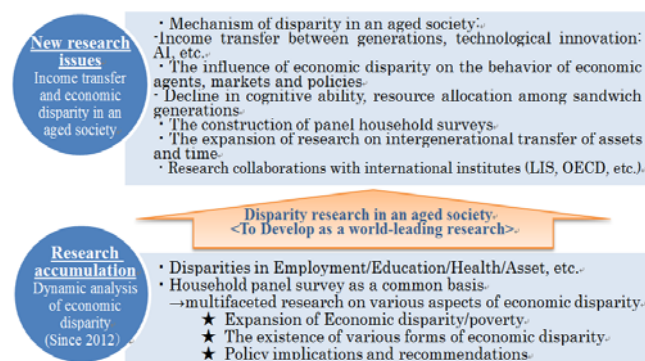 New research
issues
Income transfer
and economic
disparity in an
aged society
・Mechanism of disparity in an aged society:
-Income transfer between generations, technological innovation:
AI, etc.
・The influence of economic disparity on the behavior of economic
agents, markets and policies
- Decline in cognitive ability, resource allocation among sandwich
generations
・The construction of panel household surveys
・The expansion of research on intergenerational transfer of assets
and time
・Research collaborations with international institutes (LIS, OECD, etc.)
Disparity research in an aged society
<To Develop as a world-leading research>
Research
accumulation
Dynamic analysis
of economic
disparity
(Since 2012)
・Disparities in Employment/Education/Health/Asset, etc.
・Household panel survey as a common basis
→multifaceted research on various aspects of economic disparity
★ Expansion of Economic disparity/poverty
★ The existence of various forms of economic disparity
★ Policy implications and recommendations